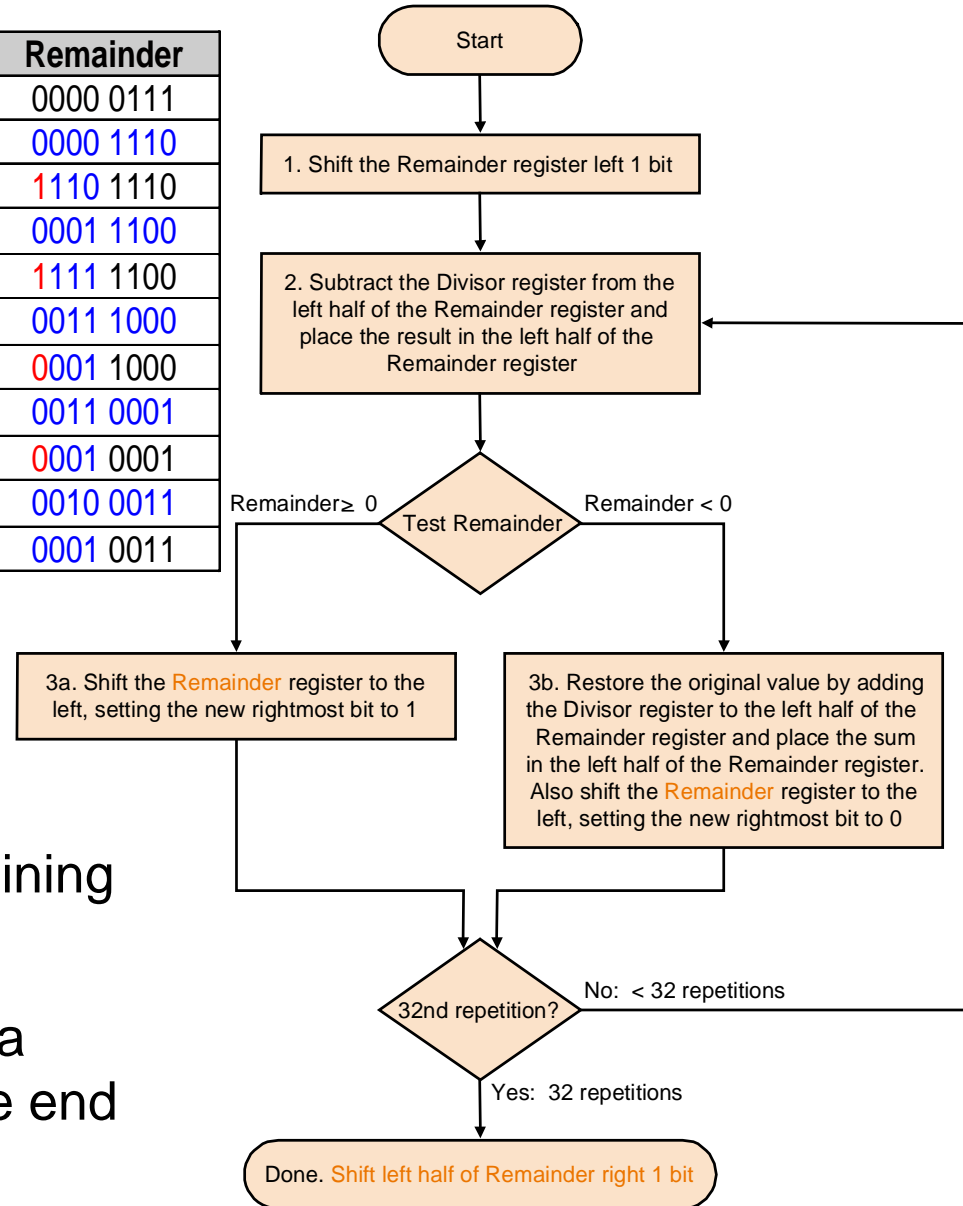 Remainder
0000 0111
0000 1110
1110 1110
0001 1100
1111 1100
0011 1000
0001 1000
0011 0001
0001 0001
0010 0011
0001 0011
Start
1. Shift the Remainder register left 1 bit
2. Subtract the Divisor register from the
left half of the Remainder register and
place the result in the left half of the
Remainder register
Remainder ≥ 0
Test Remainder
Remainder < 0
3a. Shift the Remainder register to the
left, setting the new rightmost bit to 1
3b. Restore the original value by adding
the Divisor register to the left half of the
Remainder register and place the sum
in the left half of the Remainder register.
Also shift the Remainder register to the
left, setting the new rightmost bit to 0
ining
a
e end
32nd repetition?
No: < 32 repetitions
Yes: 32 repetitions
Done. Shift left half of Remainder right 1 bit